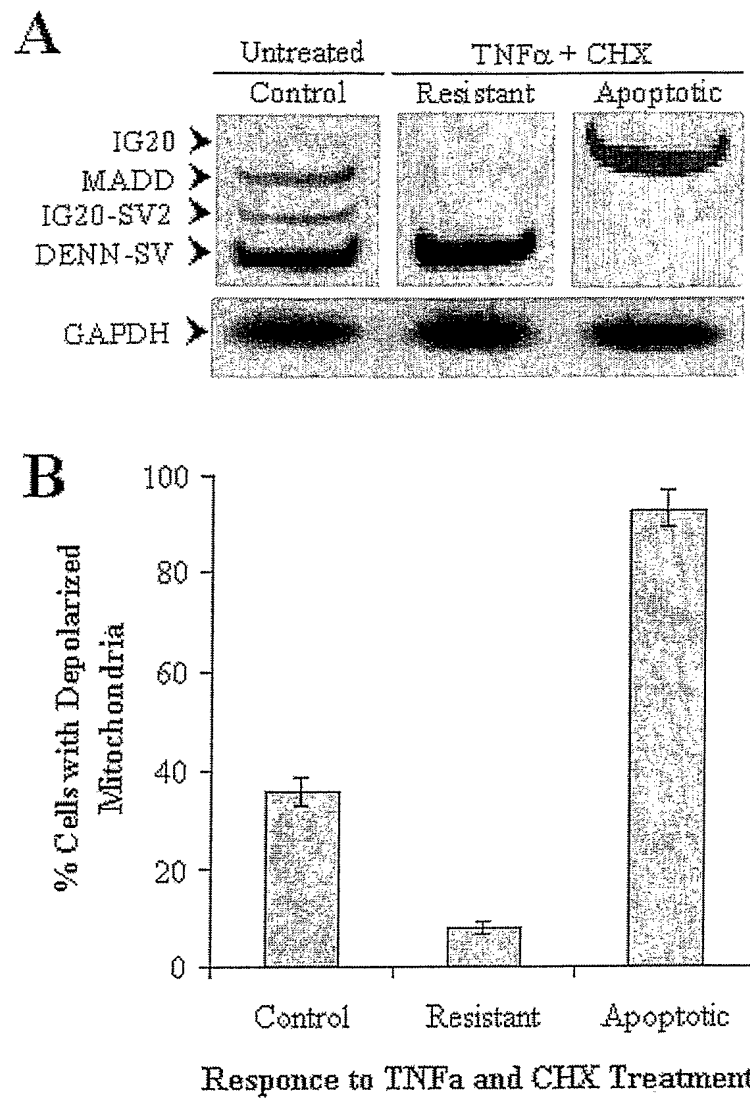 A
Untreated TNFα + CHX
Control Resistant Apoptotic
IG20
MADD
IG20-SV2
DENN-SV
GAPDH
B
% Cells with Depolarized
Mitochondria
100
80
60
40
20
0
Control Resistant Apoptotic
Responce to TNFa and CHX Treatment